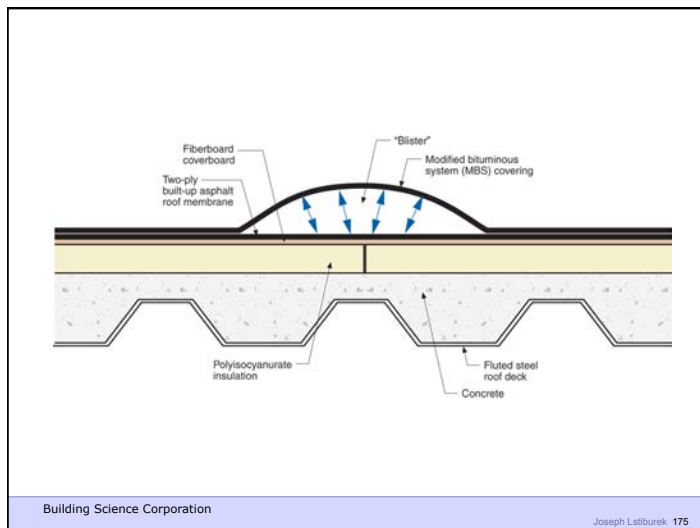 "Blister"
Fiberboard
coverboard
Modified bituminous
system (MBS) covering
Two-ply
built-up asphalt
roof membrane
Polyisocyanurate
insulation
Fluted steel
roof deck
Concrete
Building Science Corporation
Joseph Lstiburek 175